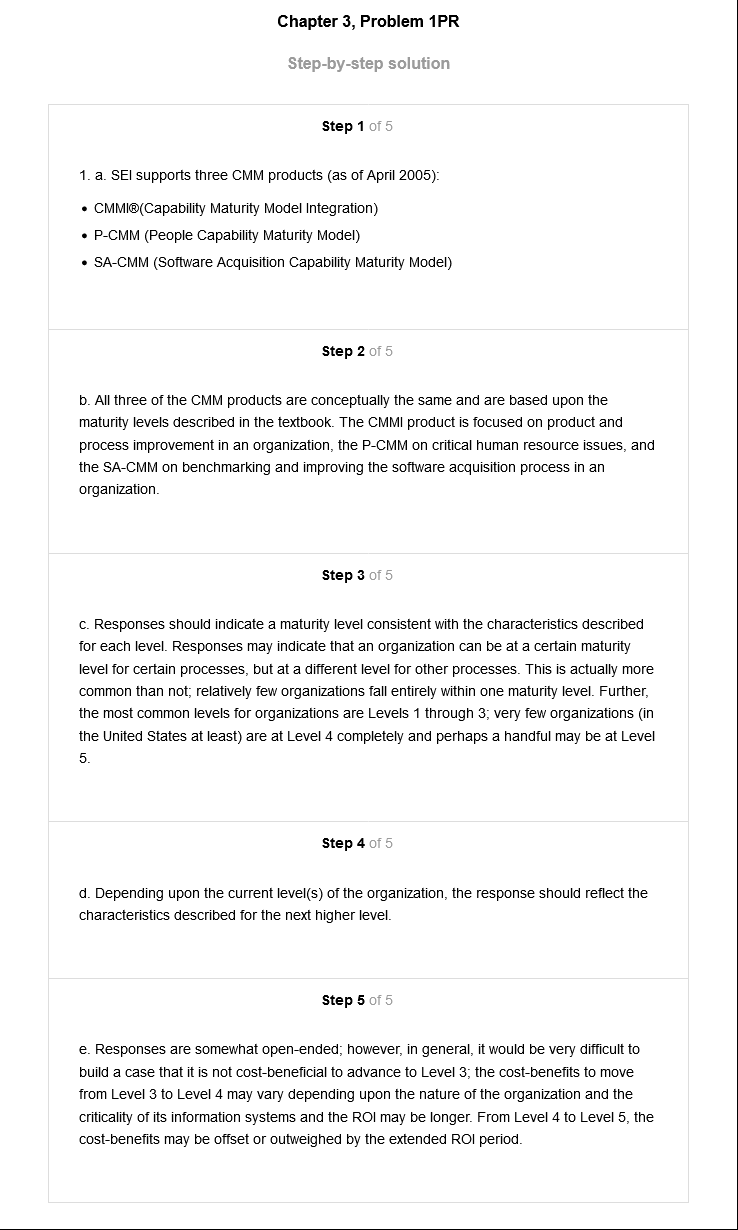 Chapter 3, Problem 1PR
Step-by-step solution
Step 1 of 5
1. a. SEI supports three CMM products (as of April 2005):
• CMMI®(Capability Maturity Model Integration)
• P-CMM (People Capability Maturity Model)
• SA-CMM (Software Acquisition Capability Maturity Model)
Step 2 of 5
b. All three of the CMM products are conceptually the same and are based upon the
maturity levels described in the textbook. The CMMI product is focused on product and
process improvement in an organization, the P-CMM on critical human resource issues, and
the SA-CMM on benchmarking and improving the software acquisition process in an
organization.
Step 3 of 5
c. Responses should indicate a maturity level consistent with the characteristics described
for each level. Responses may indicate that an organization can be at a certain maturity
level for certain processes, but at a different level for other processes. This is actually more
common than not; relatively few organizations fall entirely within one maturity level. Further,
the most common levels for organizations are Levels 1 through 3; very few organizations (in
the United States at least) are at Level 4 completely and perhaps a handful may be at Level
5.
Step 4 of 5
d. Depending upon the current level(s) of the organization, the response should reflect the
characteristics described for the next higher level.
Step 5 of 5
e. Responses are somewhat open-ended; however, in general, it would be very difficult to
build a case that it is not cost-beneficial to advance to Level 3; the cost-benefits to move
from Level 3 to Level 4 may vary depending upon the nature of the organization and the
criticality of its information systems and the ROI may be longer. From Level 4 to Level 5, the
cost-benefits may be offset or outweighed by the extended ROI period.